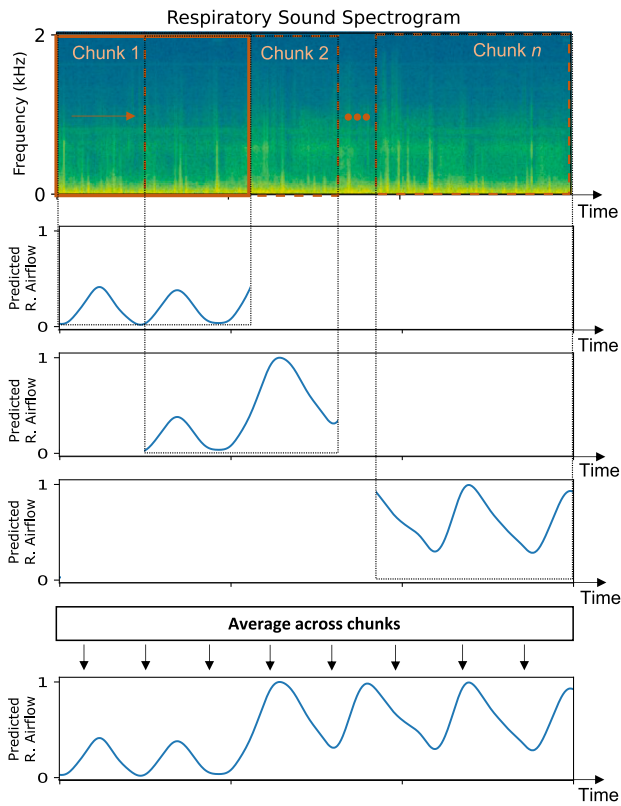 Respiratory Sound Spectrogram
2
Chunk 1
Chunk 2
Chunk n
Frequency (kHz)
0
Time
1
Predicted
R. Airflow
0
Time
1
Predicted
R. Airflow
0
Time
1
Predicted
R. Airflow
0
Time
Average across chunks
1
Predicted
R. Airflow
0
Time